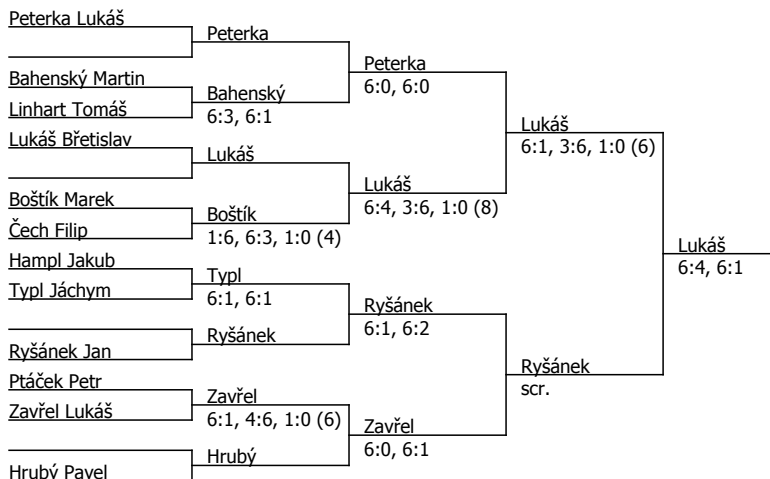 Peterka Lukáš
Peterka
Peterka
6:0, 6:0
Bahenský Martin
Bahenský
6:3, 6:1
Linhart Tomáš
Lukáš
6:1, 3:6, 1:0 (6)
Lukáš Břetislav
Lukáš
Lukáš
6:4, 3:6, 1:0 (8)
Boštík Marek
Boštík
1:6, 6:3, 1:0 (4)
Čech Filip
Lukáš
6:4, 6:1
Hampl Jakub
Typl
6:1, 6:1
Typl Jáchym
Ryšánek
6:1, 6:2
Ryšánek
Ryšánek Jan
Ryšánek
scr.
Ptáček Petr
Zavřel
6:1, 4:6, 1:0 (6)
Zavřel Lukáš
Zavřel
6:0, 6:1
Hrubý
Hrubý Pavel